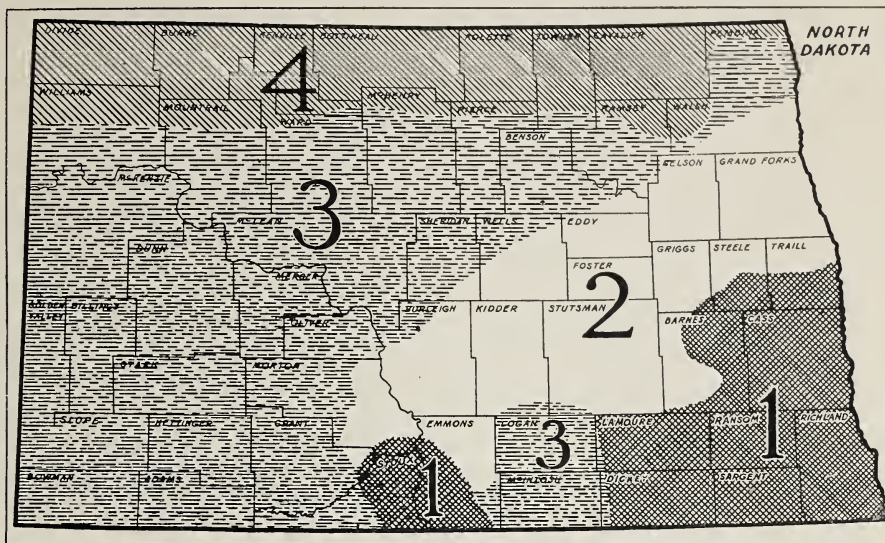 DIVIDE BURKE RENVILLE BOTTINEAU ROLETTE TOWNER CAVALIER PEMBINA NORTH
DAKOTA
4
WILLIAMS MOUNTRAIL WARD MCHENRY PIERCE RAMSEY WALSH
BENSON NELSON GRAND FORKS
MCKENZIE
3
MCLEAN SHERIDAN WELLS EDDY
DUNN GRIGGS STEELE TRAILL
MERCER FOSTER
2
GOLDEN VALLEY BILLINGS OLIVER BURLEIGH KIDDER STUTSMAN BARNES CASS
STARK MORTON
SLOPE HETTINGER GRANT EMMONS LOGAN LAMOURE RANSOM RICHLAND
1
3
SIOUX
1
BOWMAN ADAMS MCINTOSH DICKEY SARGENT